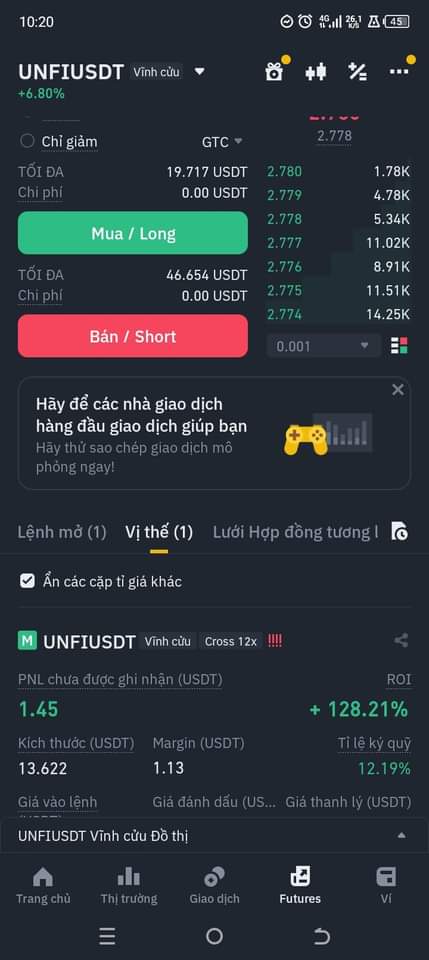 10:20
4G
26,1
K/s
45
UNFIUSDT Vĩnh cửu
+6.80%
Chỉ giảm GTC
2.778
TỐI ĐA 19.717 USDT
Chi phí 0.00 USDT
Mua / Long
TỐI ĐA 46.654 USDT
Chi phí 0.00 USDT
Bán / Short
2.780 1.78K
2.779 4.78K
2.778 5.34K
2.777 11.02K
2.776 8.91K
2.775 11.51K
2.774 14.25K
0.001
Hãy để các nhà giao dịch
hàng đầu giao dịch giúp bạn
Hãy thử sao chép giao dịch mô
phỏng ngay!
Lệnh mở (1) Vị thế (1) Lưới Hợp đồng tương l
Ẩn các cặp tỉ giá khác
M UNFIUSDT Vĩnh cửu Cross 12x !!!!
PNL chưa được ghi nhận (USDT) ROI
1.45 + 128.21%
Kích thước (USDT) Margin (USDT) Tỉ lệ ký quỹ
13.622 1.13 12.19%
Giá vào lệnh Giá đánh dấu (US... Giá thanh lý (USDT)
UNFIUSDT Vĩnh cửu Đồ thị
Trang chủ Thị trường Giao dịch Futures Ví